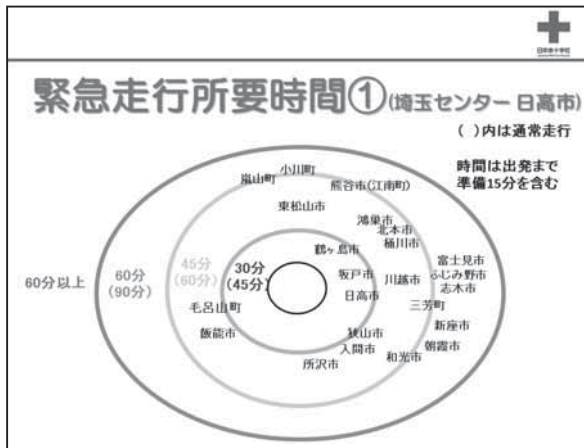 日本赤十字社
緊急走行所要時間①(埼玉センター 日高市)
( )内は通常走行
時間は出発まで
準備15分を含む
小川町
嵐山町
熊谷市(江南町)
東松山市
鴻巣市
北本市
桶川市
鶴ヶ島市
富士見市
ふじみ野市
志木市
60分以上
60分
(90分)
45分
(60分)
30分
(45分)
坂戸市
川越市
日高市
三芳町
毛呂山町
新座市
飯能市
狭山市
朝霞市
入間市
和光市
所沢市